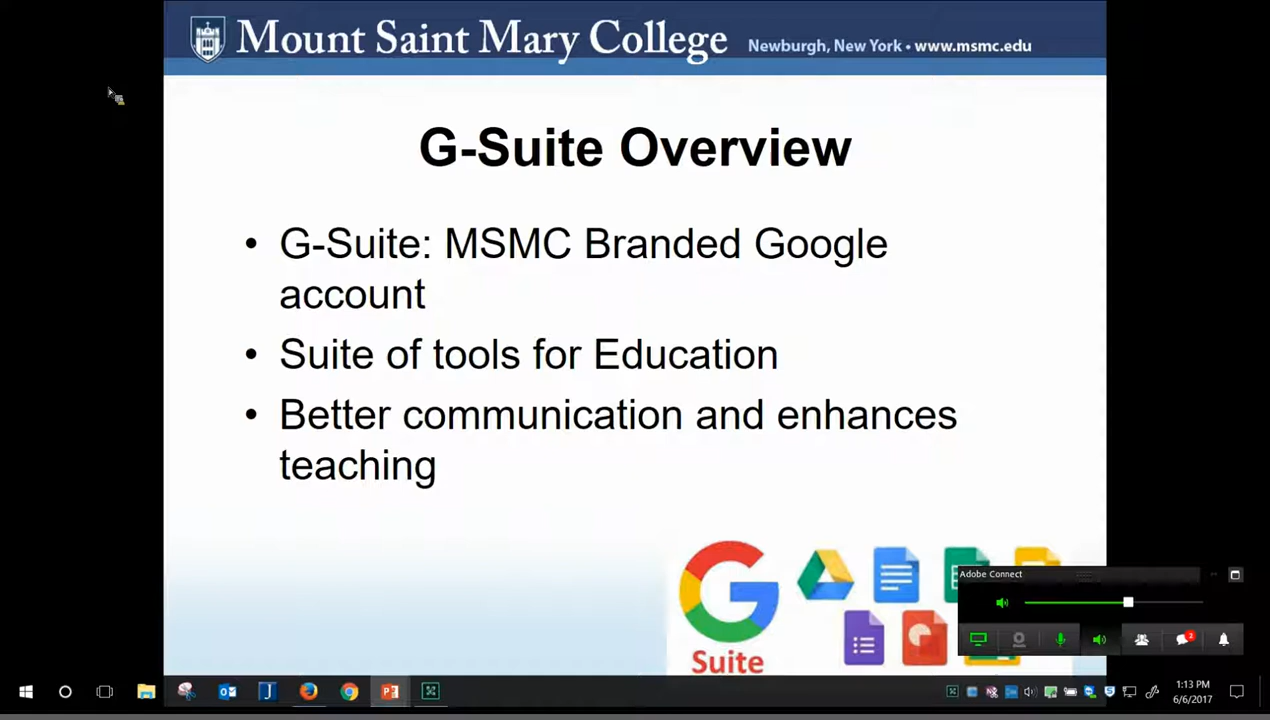 Mount Saint Mary College Newburgh, New York • www.msmc.edu
G-Suite Overview
• G-Suite: MSMC Branded Google
account
• Suite of tools for Education
• Better communication and enhances
teaching
Suite
Adobe Connect
3
1:13 PM
6/6/2017